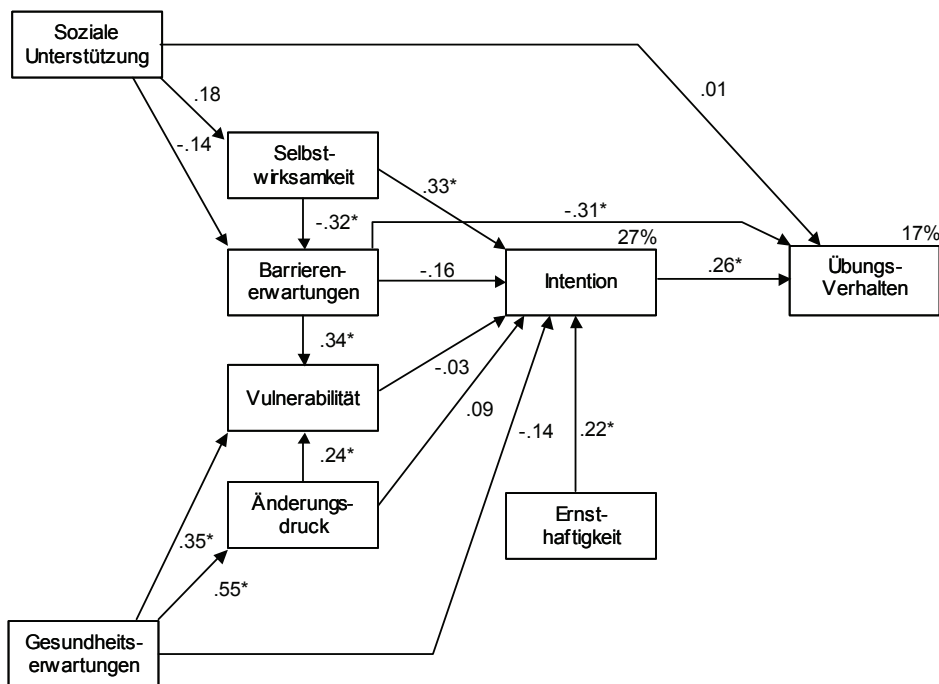 Soziale
Unterstützung
.18
.01
-.14
Selbst-
wirksamkeit
.33*
-.32*
-.31*
27%
17%
Barrieren-
erwartungen
-.16
Intention
.26*
Übungs-
Verhalten
.34*
-.03
Vulnerabilität
.09
-.14
.24*
.22*
Änderungs-
druck
Ernst-
haftigkeit
.35*
.55*
Gesundheits-
erwartungen